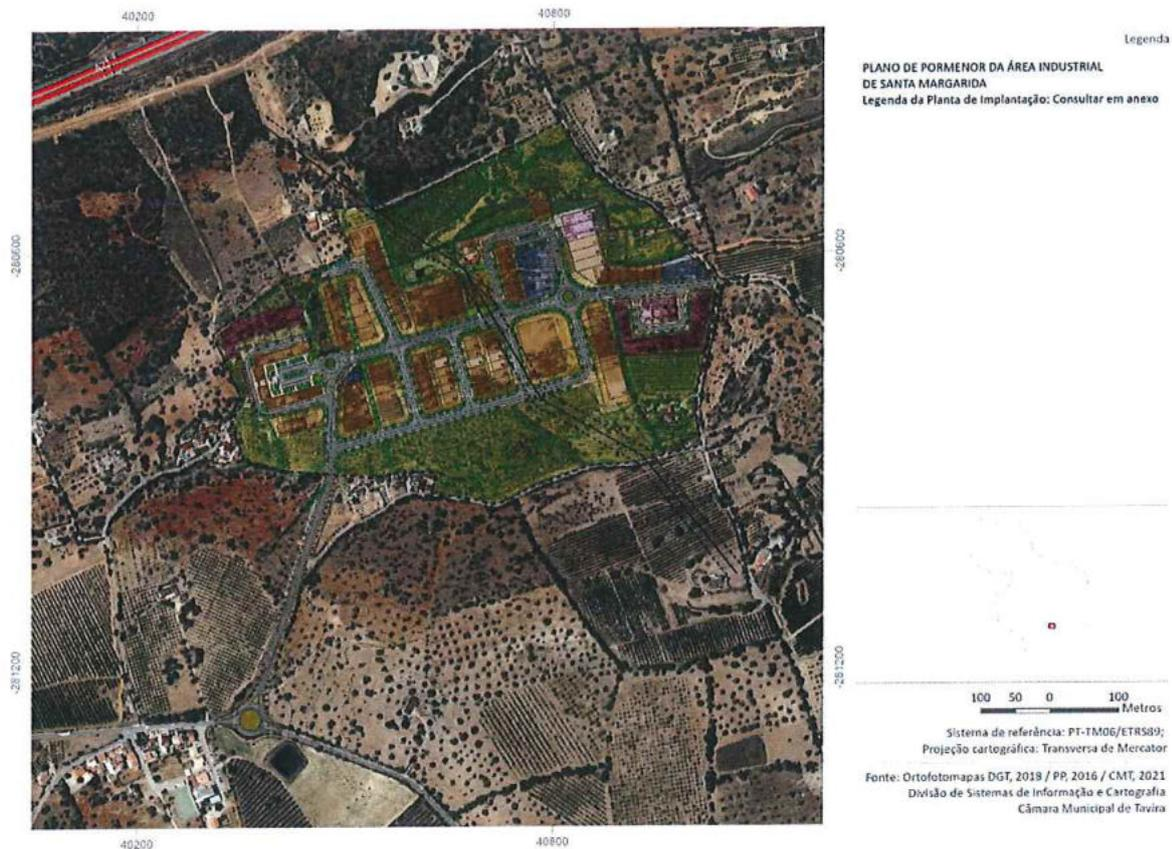 40200
40800
Legenda
PLANO DE PORMENOR DA ÁREA INDUSTRIAL
DE SANTA MARGARIDA
Legenda da Planta de Implantação: Consultar em anexo
-280600
-280600
-281200
-281200
100 50 0 100
Metros
Sistema de referência: PT-TM06/ETRS89;
Projeção cartográfica: Transversa de Mercator
Fonte: Ortofotomapas DGT, 2018 / PP, 2016 / CMT, 2021
Divisão de Sistemas de Informação e Cartografia
Câmara Municipal de Tavira
40200
40800